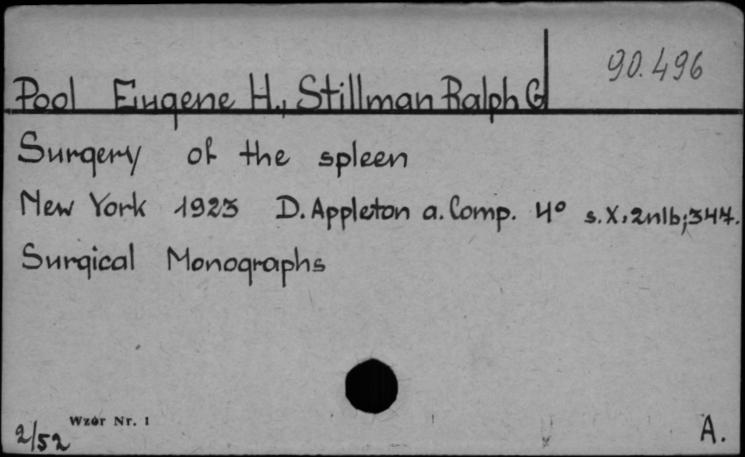 90.496
Pool Eugene H., Stillman Ralph G
Surgery of the spleen
New York 1923 D. Appleton a. Comp. 4° s. X, 2nlb; 344.
Surgical Monographs
Wzór Nr. 1
2/52
A.